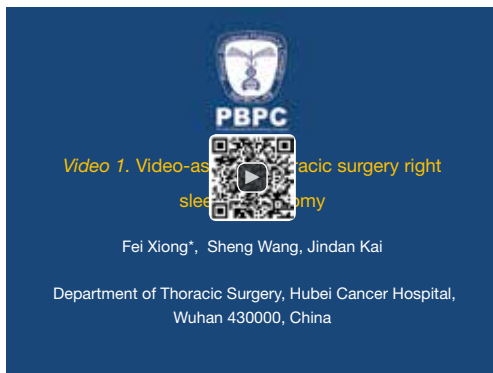 PBPC
Video 1. Video-as racic surgery right
slee omy
Fei Xiong*, Sheng Wang, Jindan Kai
Department of Thoracic Surgery, Hubei Cancer Hospital,
Wuhan 430000, China